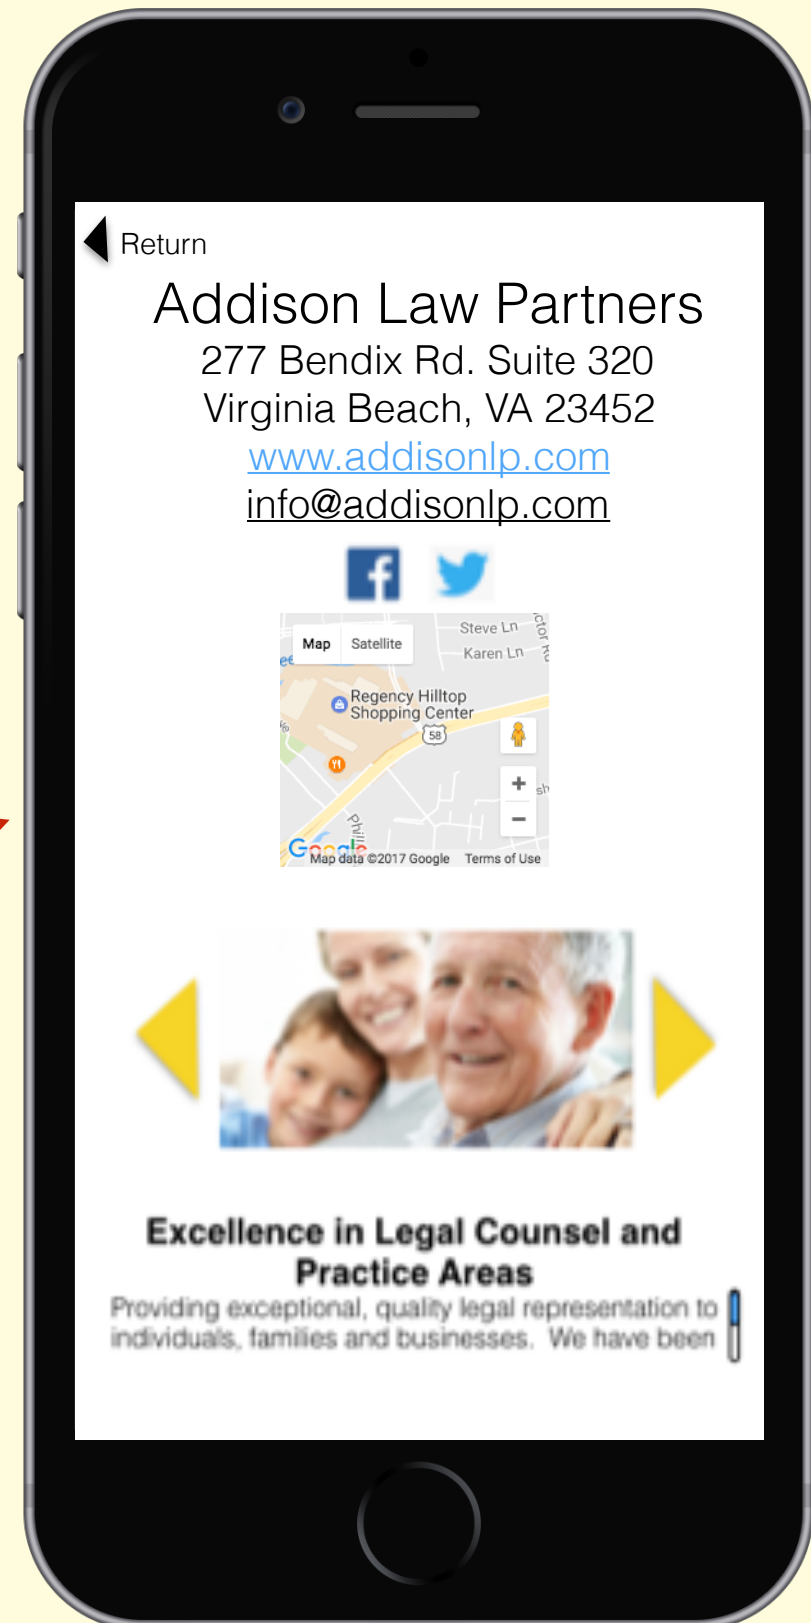 Return
Addison Law Partners
277 Bendix Rd. Suite 320
Virginia Beach, VA 23452
www.addisonlp.com
info@addisonlp.com
Map Satellite
Steve Ln
Karen Ln
Regency Hilltop
Shopping Center
58
+
−
Google
Map data ©2017 Google Terms of Use
Excellence in Legal Counsel and
Practice Areas
Providing exceptional, quality legal representation to
individuals, families and businesses. We have been